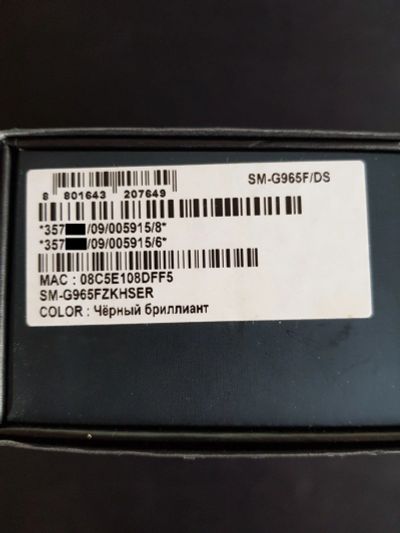 SM-G965F/DS
8 801643 207649
*357/09/005915/8*
*357/09/005915/6*
MAC : 08C5E108DFF5
SM-G965FZKHSER
COLOR : Чёрный бриллиант